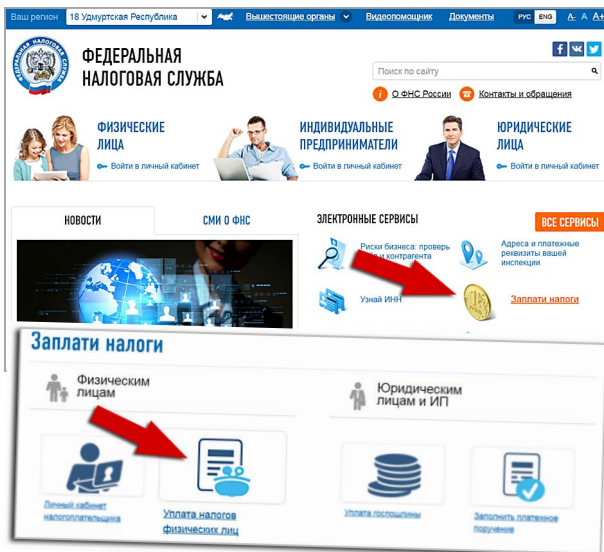 Ваш регион 18 Удмуртская Республика Вышестоящие органы Видеопомощник Документы РУС ENG A- A A+
ФЕДЕРАЛЬНАЯ
НАЛОГОВАЯ СЛУЖБА
Поиск по сайту
О ФНС России Контакты и обращения
ФИЗИЧЕСКИЕ
ЛИЦА
Войти в личный кабинет
ИНДИВИДУАЛЬНЫЕ
ПРЕДПРИНИМАТЕЛИ
Войти в личный кабинет
ЮРИДИЧЕСКИЕ
ЛИЦА
Войти в личный кабинет
НОВОСТИ СМИ О ФНС
ЭЛЕКТРОННЫЕ СЕРВИСЫ ВСЕ СЕРВИСЫ
Риски бизнеса: проверь
и контрагента
Адреса и платежные
реквизиты вашей
инспекции
Узнай ИНН
Заплати налоги
Заплати налоги
Физическим
лицам
Юридическим
лицам и ИП
Личный кабинет
налогоплательщика
Уплата налогов
физических лиц
Уплата госпошлины
Заполнить платежное
поручение